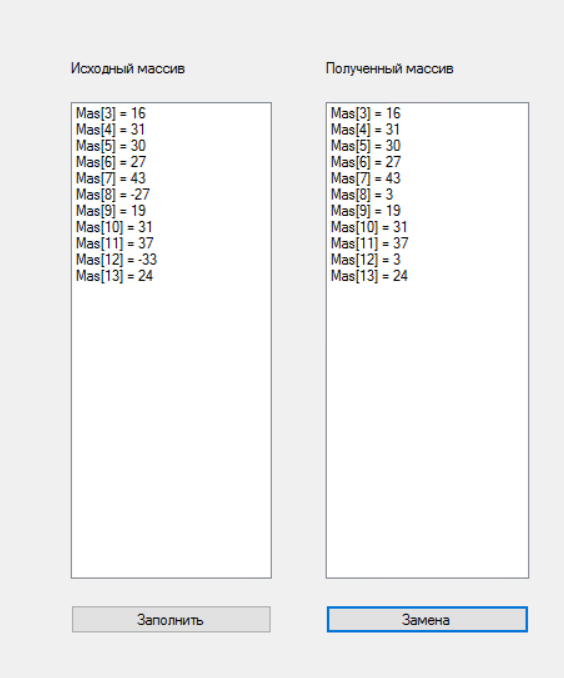 Исходный массив
Mas[3] = 16
Mas[4] = 31
Mas[5] = 30
Mas[6] = 27
Mas[7] = 43
Mas[8] = -27
Mas[9] = 19
Mas[10] = 31
Mas[11] = 37
Mas[12] = -33
Mas[13] = 24
Заполнить
Полученный массив
Mas[3] = 16
Mas[4] = 31
Mas[5] = 30
Mas[6] = 27
Mas[7] = 43
Mas[8] = 3
Mas[9] = 19
Mas[10] = 31
Mas[11] = 37
Mas[12] = 3
Mas[13] = 24
Замена